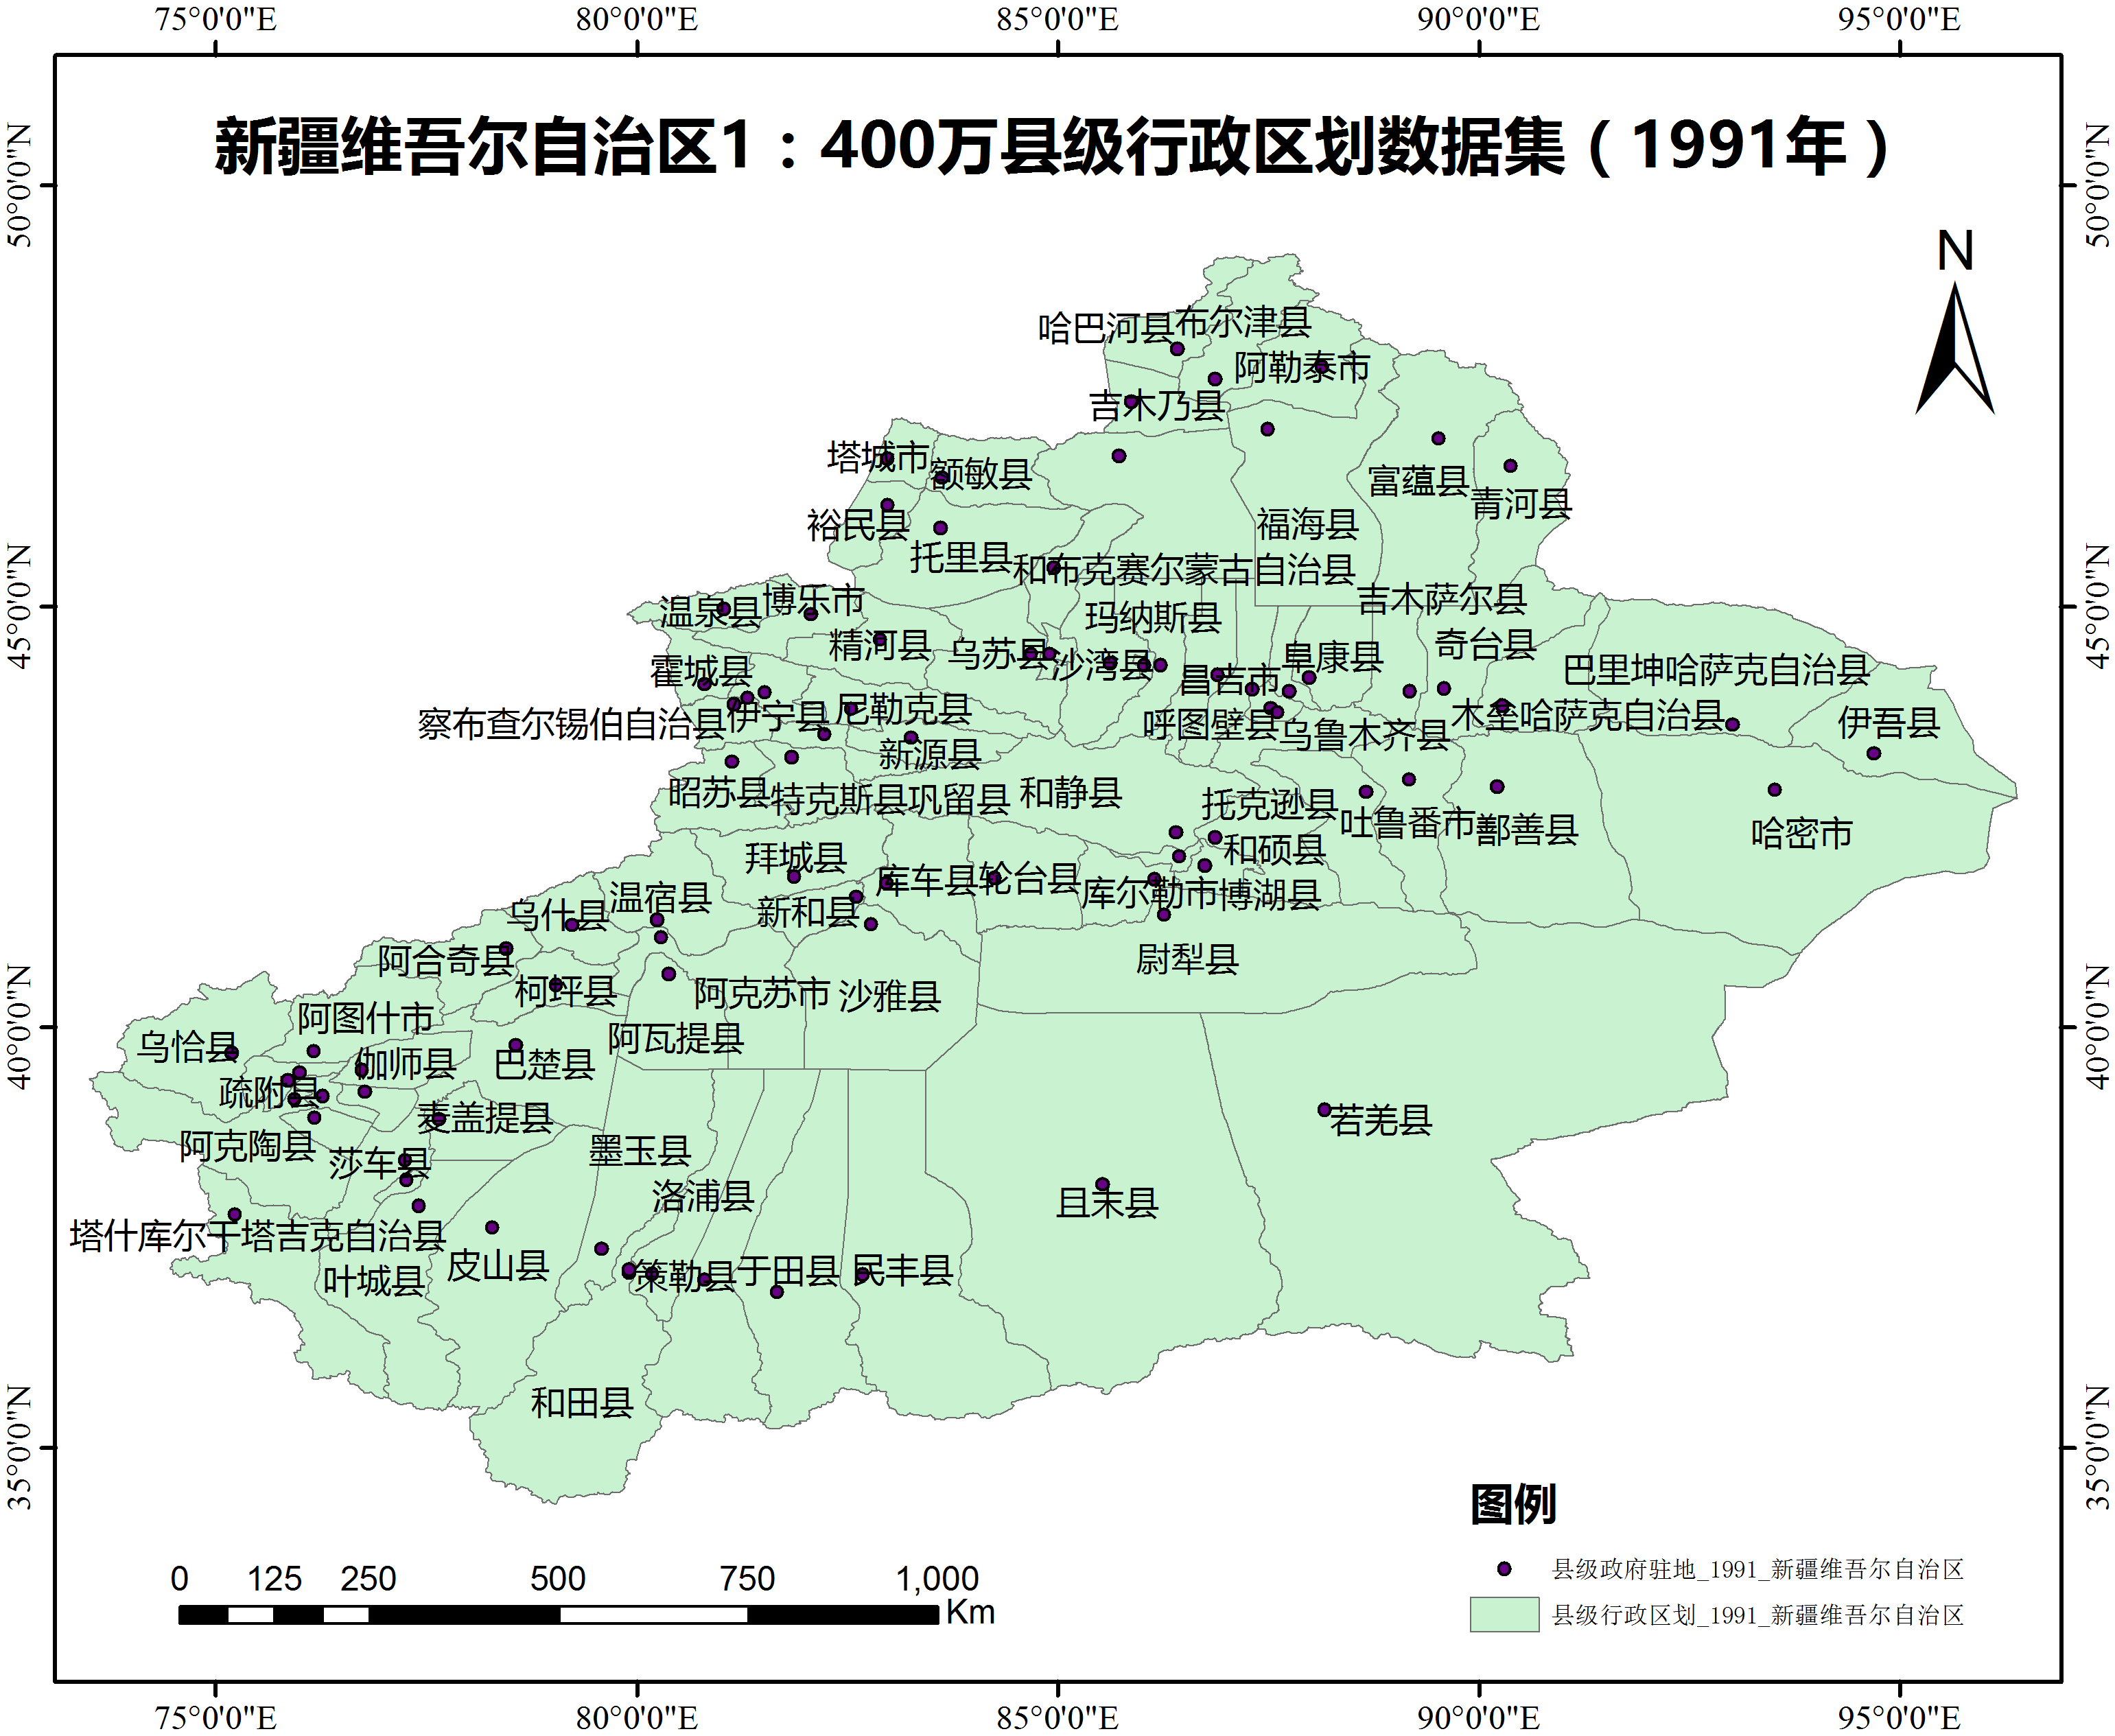 75°0'0"E
80°0'0"E
85°0'0"E
90°0'0"E
95°0'0"E
新疆维吾尔自治区1：400万县级行政区划数据集（1991年）
50°0'0"N
50°0'0"N
N
哈巴河县
布尔津县
阿勒泰市
吉木乃县
塔城市
额敏县
富蕴县
青河县
裕民县
福海县
托里县
和布克赛尔蒙古自治县
45°0'0"N
45°0'0"N
温泉县
博乐市
吉木萨尔县
玛纳斯县
精河县
乌苏县
沙湾县
奇台县
阜康县
霍城县
昌吉市
巴里坤哈萨克自治县
察布查尔锡伯自治县
伊宁县
尼勒克县
呼图壁县
乌鲁木齐县
木垒哈萨克自治县
伊吾县
新源县
昭苏县
特克斯县
巩留县
和静县
托克逊县
吐鲁番市
鄯善县
哈密市
拜城县
和硕县
库车县
轮台县
库尔勒市
博湖县
温宿县
新和县
乌什县
阿合奇县
尉犁县
柯坪县
阿克苏市
沙雅县
40°0'0"N
40°0'0"N
阿图什市
乌恰县
阿瓦提县
伽师县
巴楚县
疏附县
麦盖提县
若羌县
阿克陶县
莎车县
墨玉县
洛浦县
且末县
塔什库尔干塔吉克自治县
叶城县
皮山县
策勒县
于田县
民丰县
和田县
35°0'0"N
35°0'0"N
图例
县级政府驻地_1991_新疆维吾尔自治区
县级行政区划_1991_新疆维吾尔自治区
0 125 250 500 750 1,000
Km
75°0'0"E
80°0'0"E
85°0'0"E
90°0'0"E
95°0'0"E